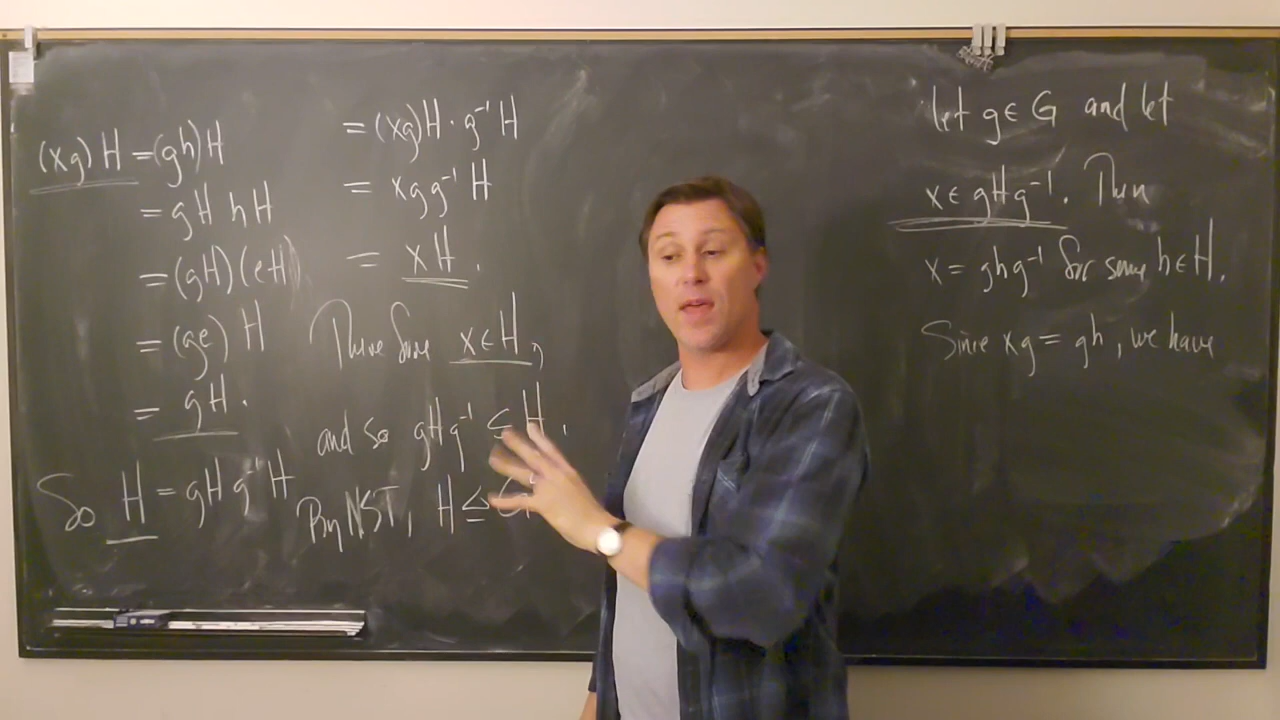 let g ∈ G and let
x ∈ gHg⁻¹. Then
x = ghg⁻¹ for some h ∈ H.
Since xg = gh, we have
(xg)H = (gh)H
= gH hH
= (gH)(eH)
= (ge)H
= gH.
So H = gHg⁻¹H
= (xg)H · g⁻¹H
= xgg⁻¹H
= xH.
Therefore x ∈ H,
and so gHg⁻¹ ⊆ H.
By NST, H ⊴ G